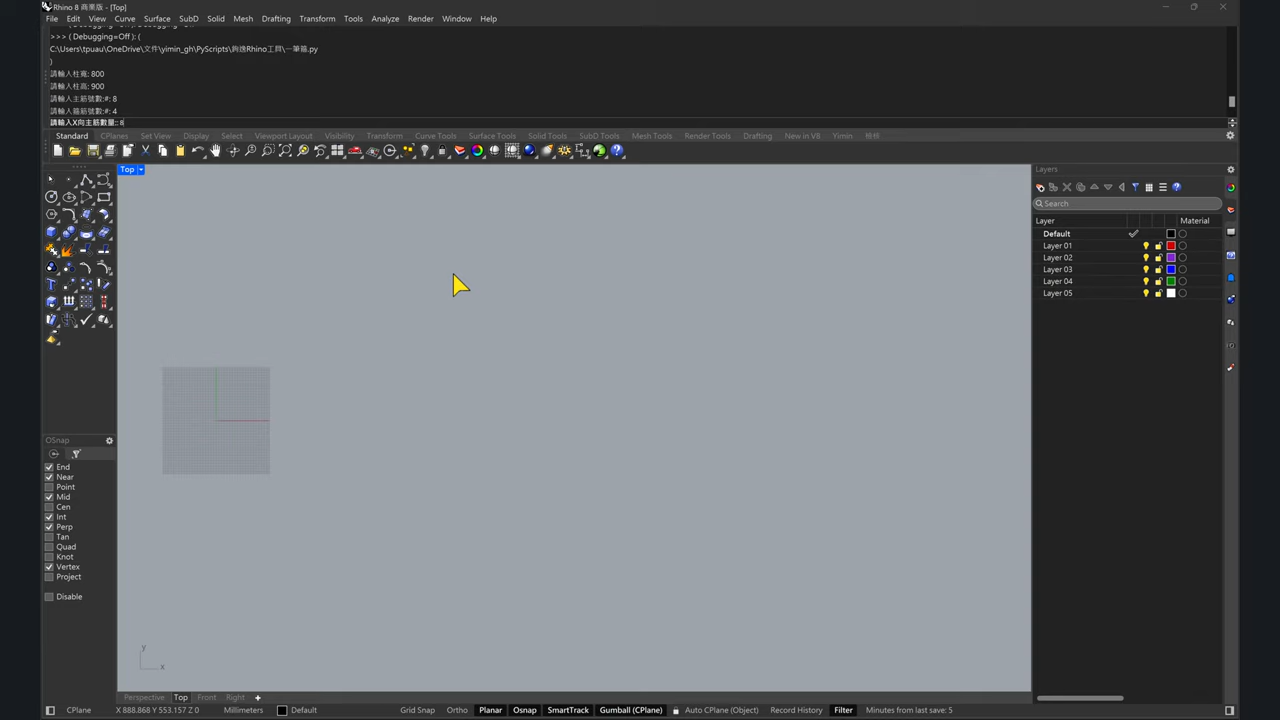 Rhino 8 商業版 - [Top]
File Edit View Curve Surface SubD Solid Mesh Drafting Transform Tools Analyze Render Window Help
>>> ( Debugging=Off ): (
C:\Users\tpuau\OneDrive\文件\yimin_gh\PyScripts\鉤逸Rhino工具\一筆箍.py
)
請輸入柱寬: 800
請輸入柱高: 900
請輸入主筋號數:#: 8
請輸入箍筋號數:#: 4
請輸入X向主筋數量:: 8
Standard CPlanes Set View Display Select Viewport Layout Visibility Transform Curve Tools Surface Tools Solid Tools SubD Tools Mesh Tools Render Tools Drafting New in V8 Yimin
Top
Layers
Search
Layer Material
Default
Layer 01
Layer 02
Layer 03
Layer 04
Layer 05
OSnap
End
Near
Point
Mid
Cen
Int
Perp
Tan
Quad
Knot
Vertex
Project
Disable
y
x
Perspective Top Front Right
CPlane X 888.868 Y 553.157 Z 0 Millimeters Default Grid Snap Ortho Planar Osnap SmartTrack Gumball (CPlane) Auto CPlane (Object) Record History Filter Minutes from last save: 5